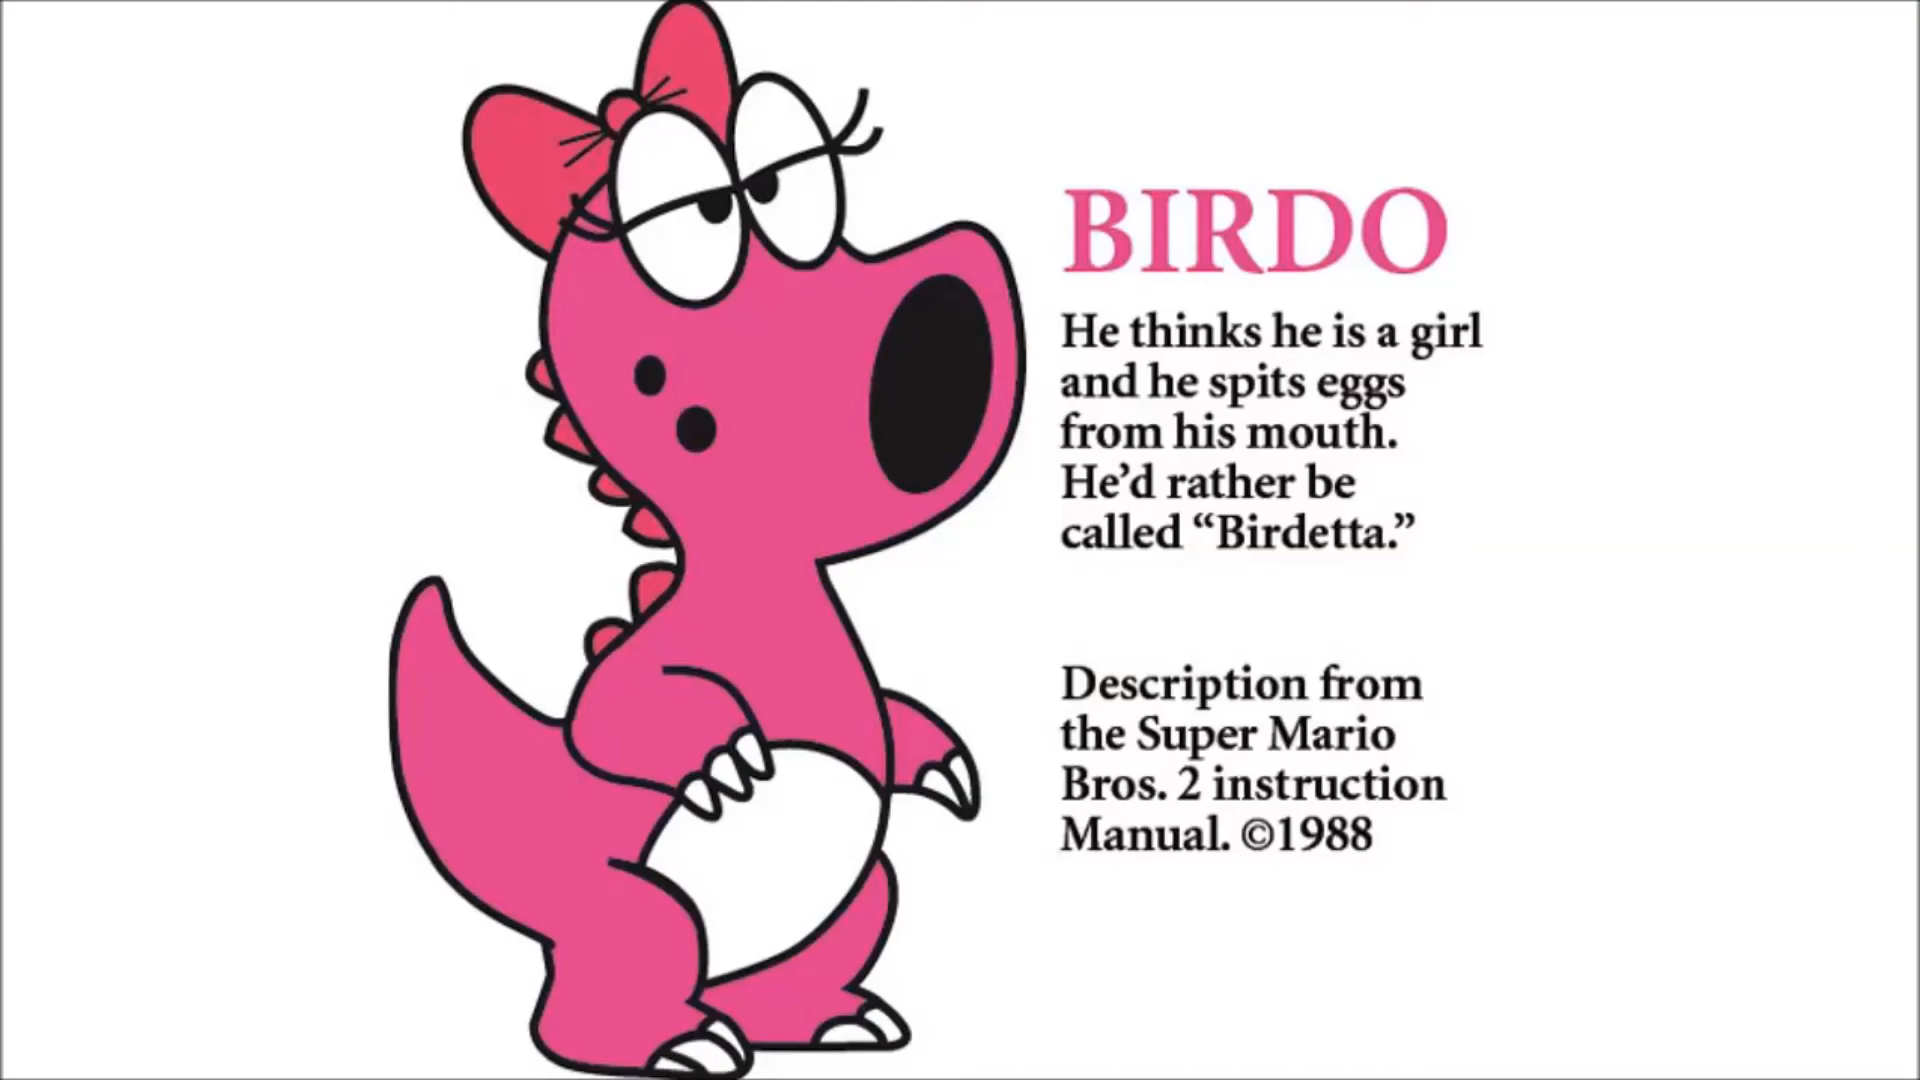 BIRDO
He thinks he is a girl
and he spits eggs
from his mouth.
He’d rather be
called “Birdetta.”
Description from
the Super Mario
Bros. 2 instruction
Manual. ©1988